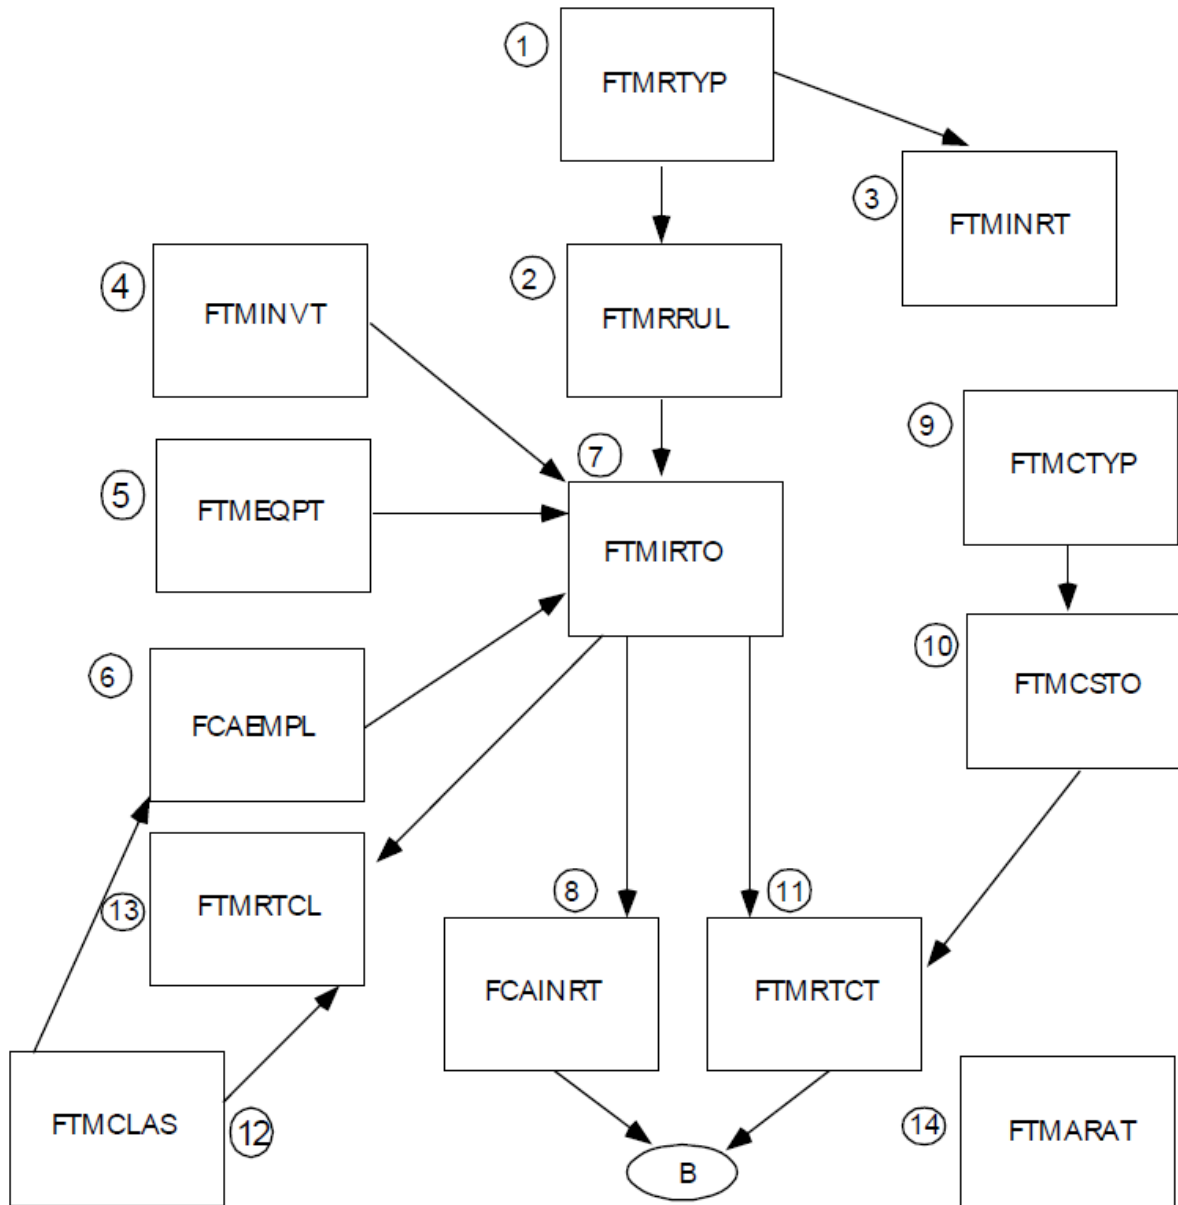 1
FTMRTYP
3
FTMINRT
4
FTMINVT
2
FTMRRUL
9
FTMCTYP
7
5
FTMEQPT
FTMIRTO
10
FTMCSTO
6
FCAEMPL
13
FTMRTCL
8
FCAINRT
11
FTMRTCT
FTMCLAS
12
B
14
FTMARAT